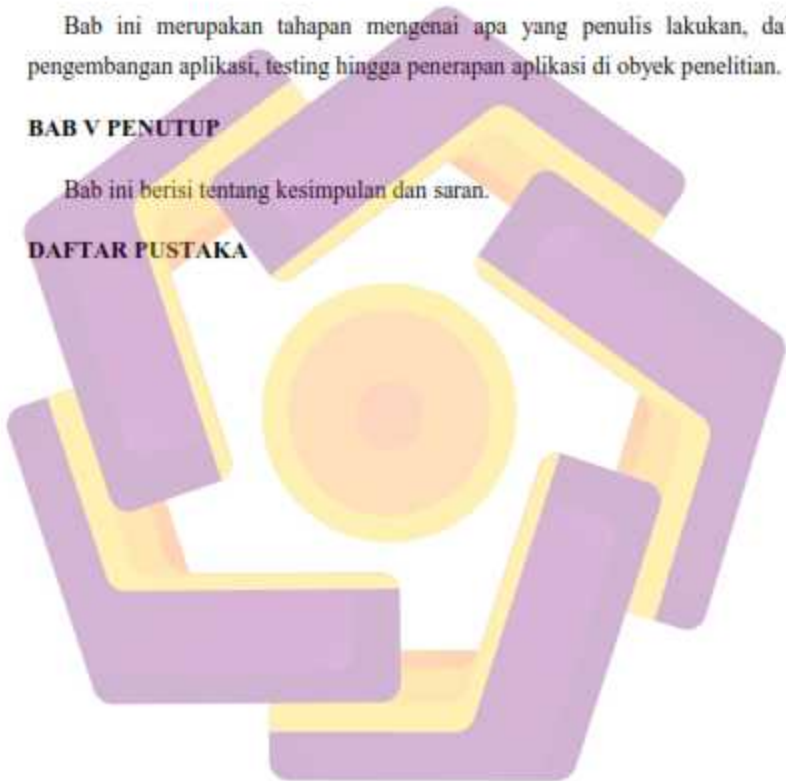 Bab ini merupakan tahapan mengenai apa yang penulis lakukan, da
pengembangan aplikasi, testing hingga penerapan aplikasi di obyek penelitian.
BAB V PENUTUP
Bab ini berisi tentang kesimpulan dan saran.
DAFTAR PUSTAKA